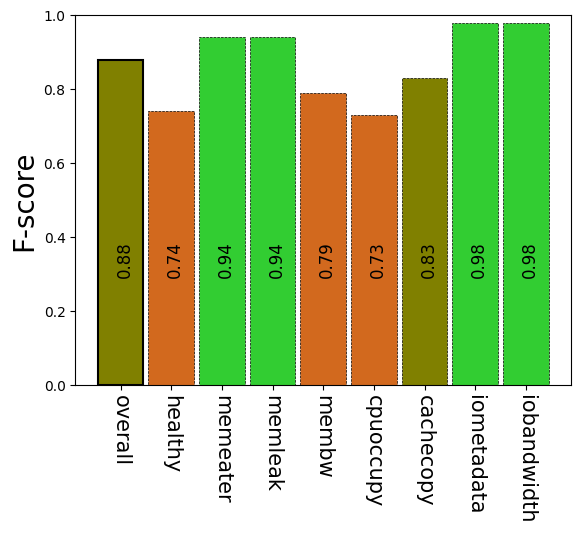 F-score
1.0
0.8
0.6
0.4
0.2
0.0
0.88
0.74
0.94
0.94
0.79
0.73
0.83
0.98
0.98
overall
healthy
memeater
memleak
membw
cpuoccupy
cachecopy
iometadata
iobandwidth